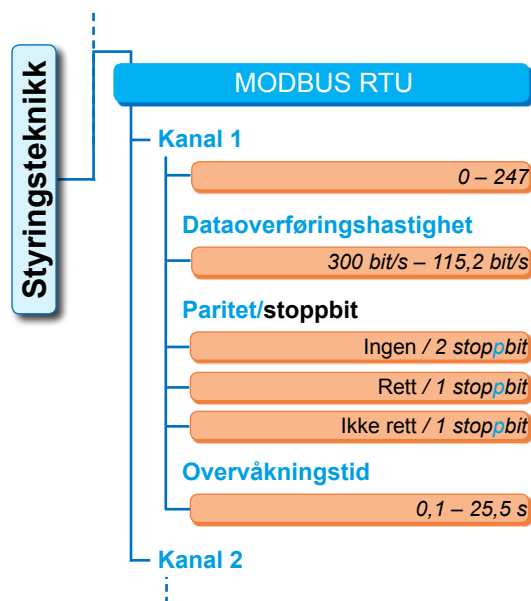 Styringsteknikk
MODBUS RTU
Kanal 1
0 – 247
Dataoverføringshastighet
300 bit/s – 115,2 bit/s
Paritet/stoppbit
Ingen / 2 stoppbit
Rett / 1 stoppbit
Ikke rett / 1 stoppbit
Overvåkningstid
0,1 – 25,5 s
Kanal 2